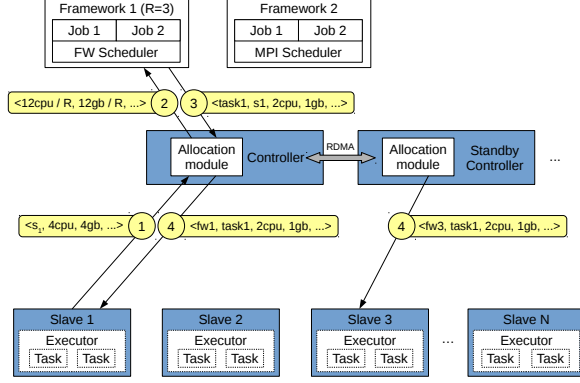 Framework 1 (R=3)
Job 1
Job 2
FW Scheduler
Framework 2
Job 1
Job 2
MPI Scheduler
<12cpu / R, 12gb / R, ...>
2
3
<task1, s1, 2cpu, 1gb, ...>
Allocation
module
Controller
RDMA
Allocation
module
Standby
Controller
...
<s1, 4cpu, 4gb, ...>
1
4
<fw1, task1, 2cpu, 1gb, ...>
4
<fw3, task1, 2cpu, 1gb...>
Slave 1
Executor
Task
Task
Slave 2
Executor
Task
Task
Slave 3
Executor
Task
Task
...
Slave N
Executor
Task
Task